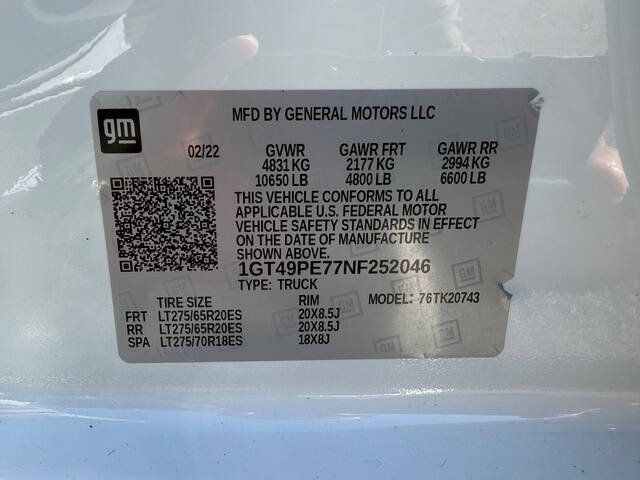 gm
MFD BY GENERAL MOTORS LLC
02/22 GVWR GAWR FRT GAWR RR
4831 KG 2177 KG 2994 KG
10650 LB 4800 LB 6600 LB
THIS VEHICLE CONFORMS TO ALL
APPLICABLE U.S. FEDERAL MOTOR
VEHICLE SAFETY STANDARDS IN EFFECT
ON THE DATE OF MANUFACTURE
SHOWN ABOVE.
1GT49PE77NF252046
TYPE: TRUCK
TIRE SIZE RIM MODEL: 76TK20743
FRT LT275/65R20ES 20X8.5J
RR LT275/65R20ES 20X8.5J
SPA LT275/70R18ES 18X8J